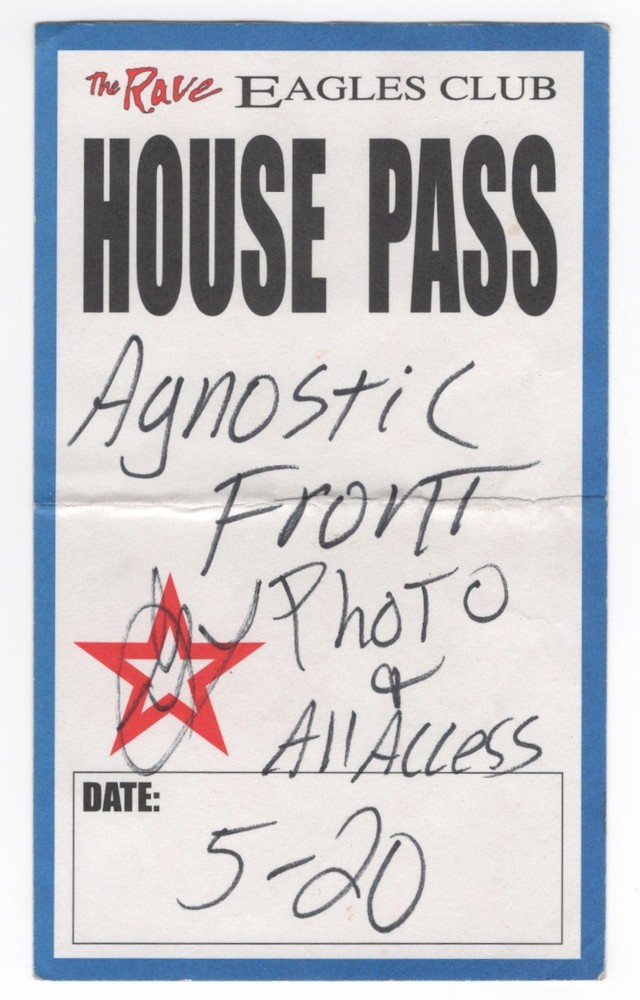 The Rave EAGLES CLUB
HOUSE PASS
Agnostic
Front
Photo
&
All Access
DATE:
5-20